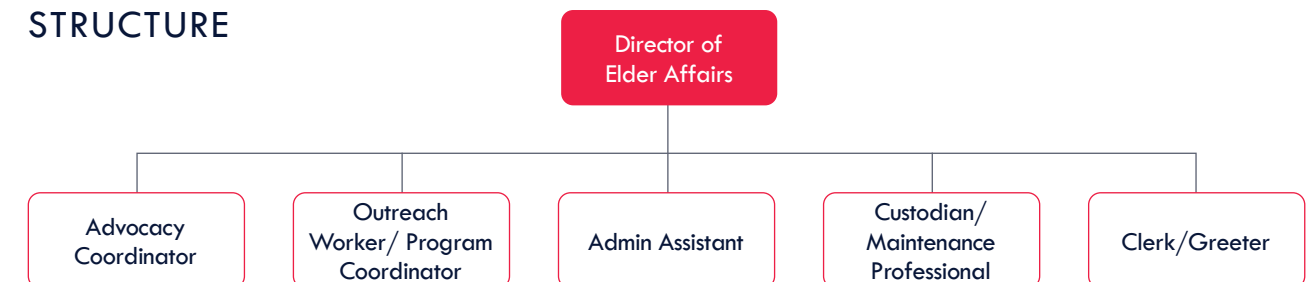 STRUCTURE
Director of
Elder Affairs
Advocacy
Coordinator
Outreach
Worker/ Program
Coordinator
Admin Assistant
Custodian/
Maintenance
Professional
Clerk/Greeter